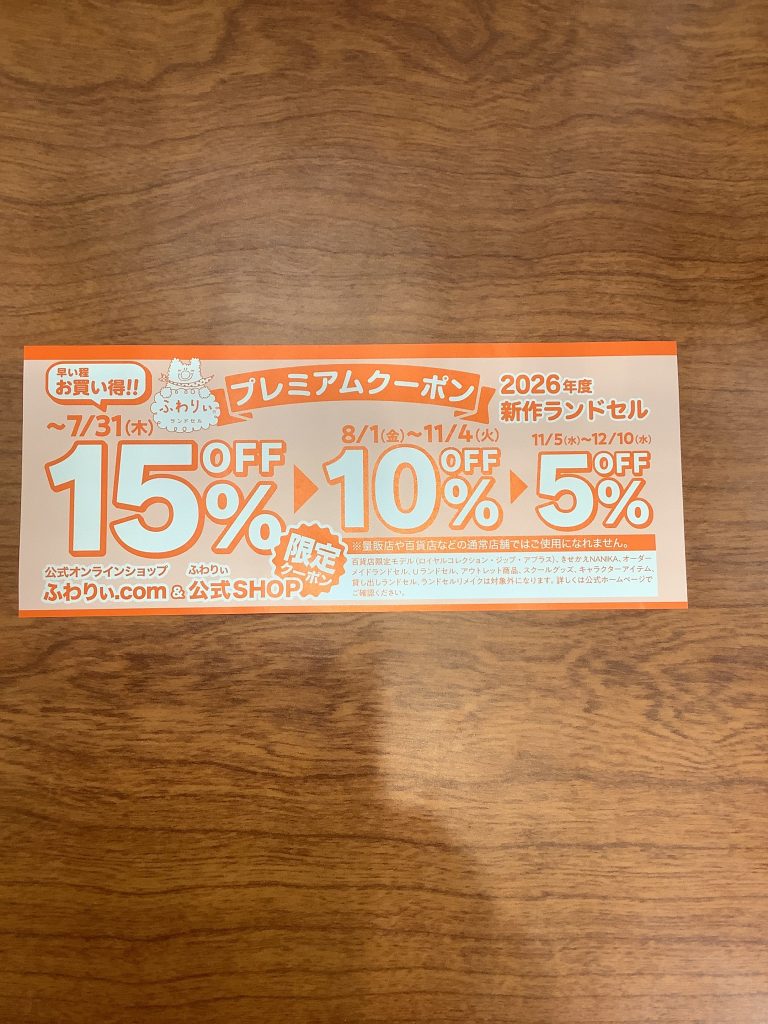 早い程
お買い得!!
ふわりぃ
ランドセル
プレミアムクーポン
2026年度
新作ランドセル
～7/31(木)
15%OFF
8/1(金)～11/4(火)
10%OFF
11/5(水)～12/10(水)
5%OFF
限定
クーポン
公式オンラインショップ
ふわりぃ.com &
ふわりぃ
公式SHOP
※量販店や百貨店などの通常店舗ではご使用になれません。
百貨店限定モデル(ロイヤルコレクション・ジップ・アプラス)、きせかえNANIKA、オーダー
メイドランドセル、Uランドセル、アウトレット商品、スクールグッズ、キャラクターアイテム、
貸し出しランドセル、ランドセルリメイクは対象外になります。詳しくは公式ホームページで
ご確認ください。